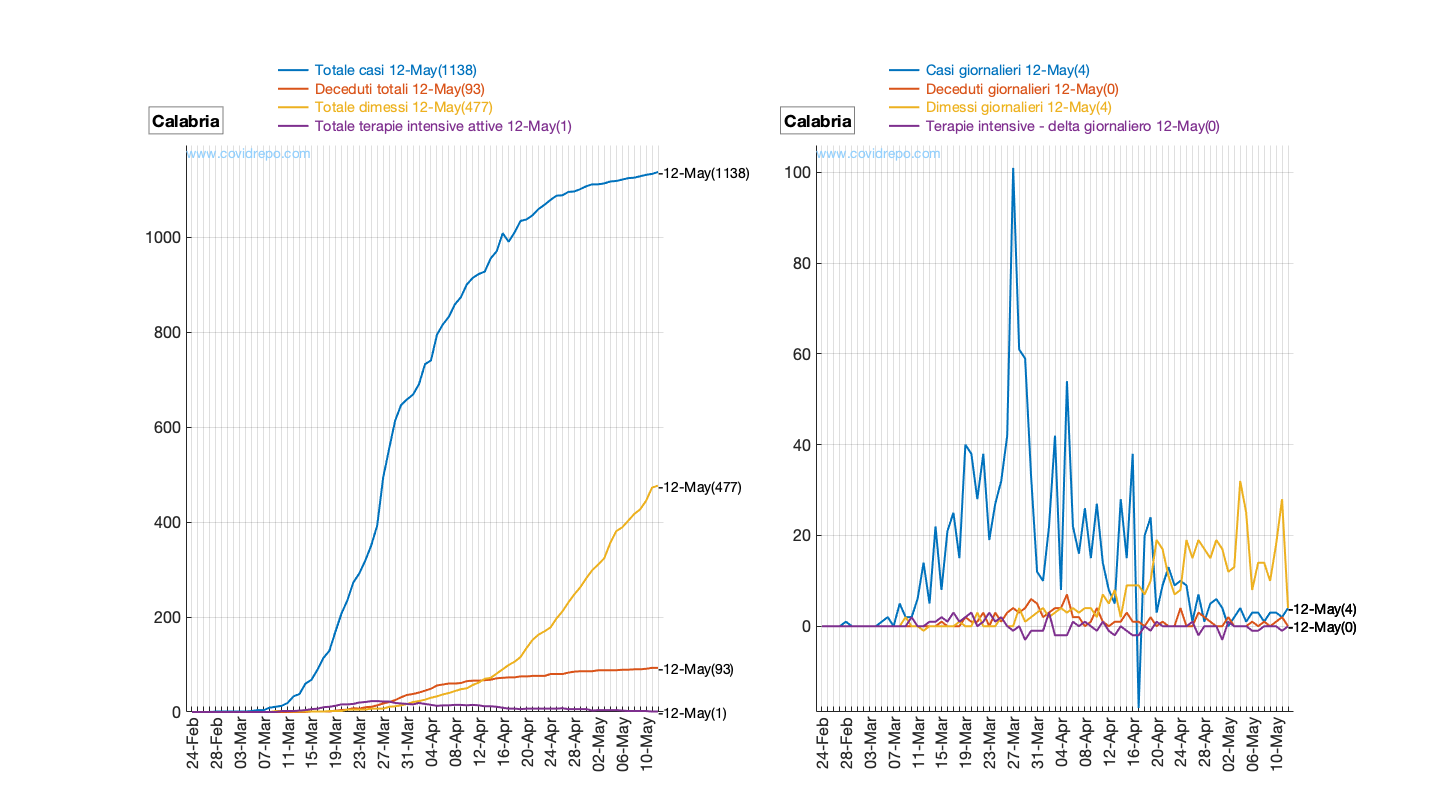 Totale casi 12-May(1138)
Deceduti totali 12-May(93)
Totale dimessi 12-May(477)
Totale terapie intensive attive 12-May(1)
Calabria
www.covidrepo.com
1000
800
600
400
200
0
12-May(1138)
12-May(477)
12-May(93)
12-May(1)
24-Feb
28-Feb
03-Mar
07-Mar
11-Mar
15-Mar
19-Mar
23-Mar
27-Mar
31-Mar
04-Apr
08-Apr
12-Apr
16-Apr
20-Apr
24-Apr
28-Apr
02-May
06-May
10-May
Casi giornalieri 12-May(4)
Deceduti giornalieri 12-May(0)
Dimessi giornalieri 12-May(4)
Terapie intensive - delta giornaliero 12-May(0)
Calabria
www.covidrepo.com
100
80
60
40
20
0
12-May(4)
12-May(0)
24-Feb
28-Feb
03-Mar
07-Mar
11-Mar
15-Mar
19-Mar
23-Mar
27-Mar
31-Mar
04-Apr
08-Apr
12-Apr
16-Apr
20-Apr
24-Apr
28-Apr
02-May
06-May
10-May